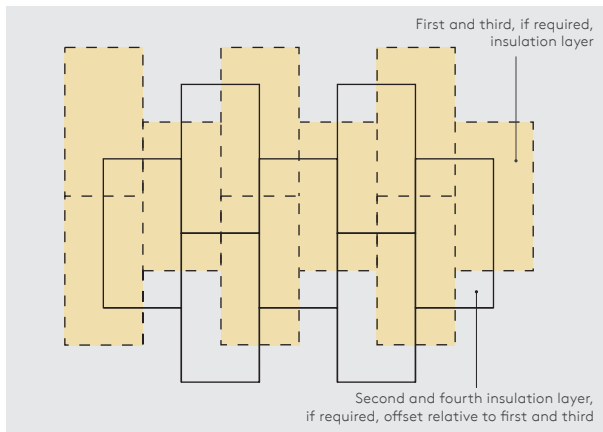 First and third, if required,
insulation layer
Second and fourth insulation layer,
if required, offset relative to first and third